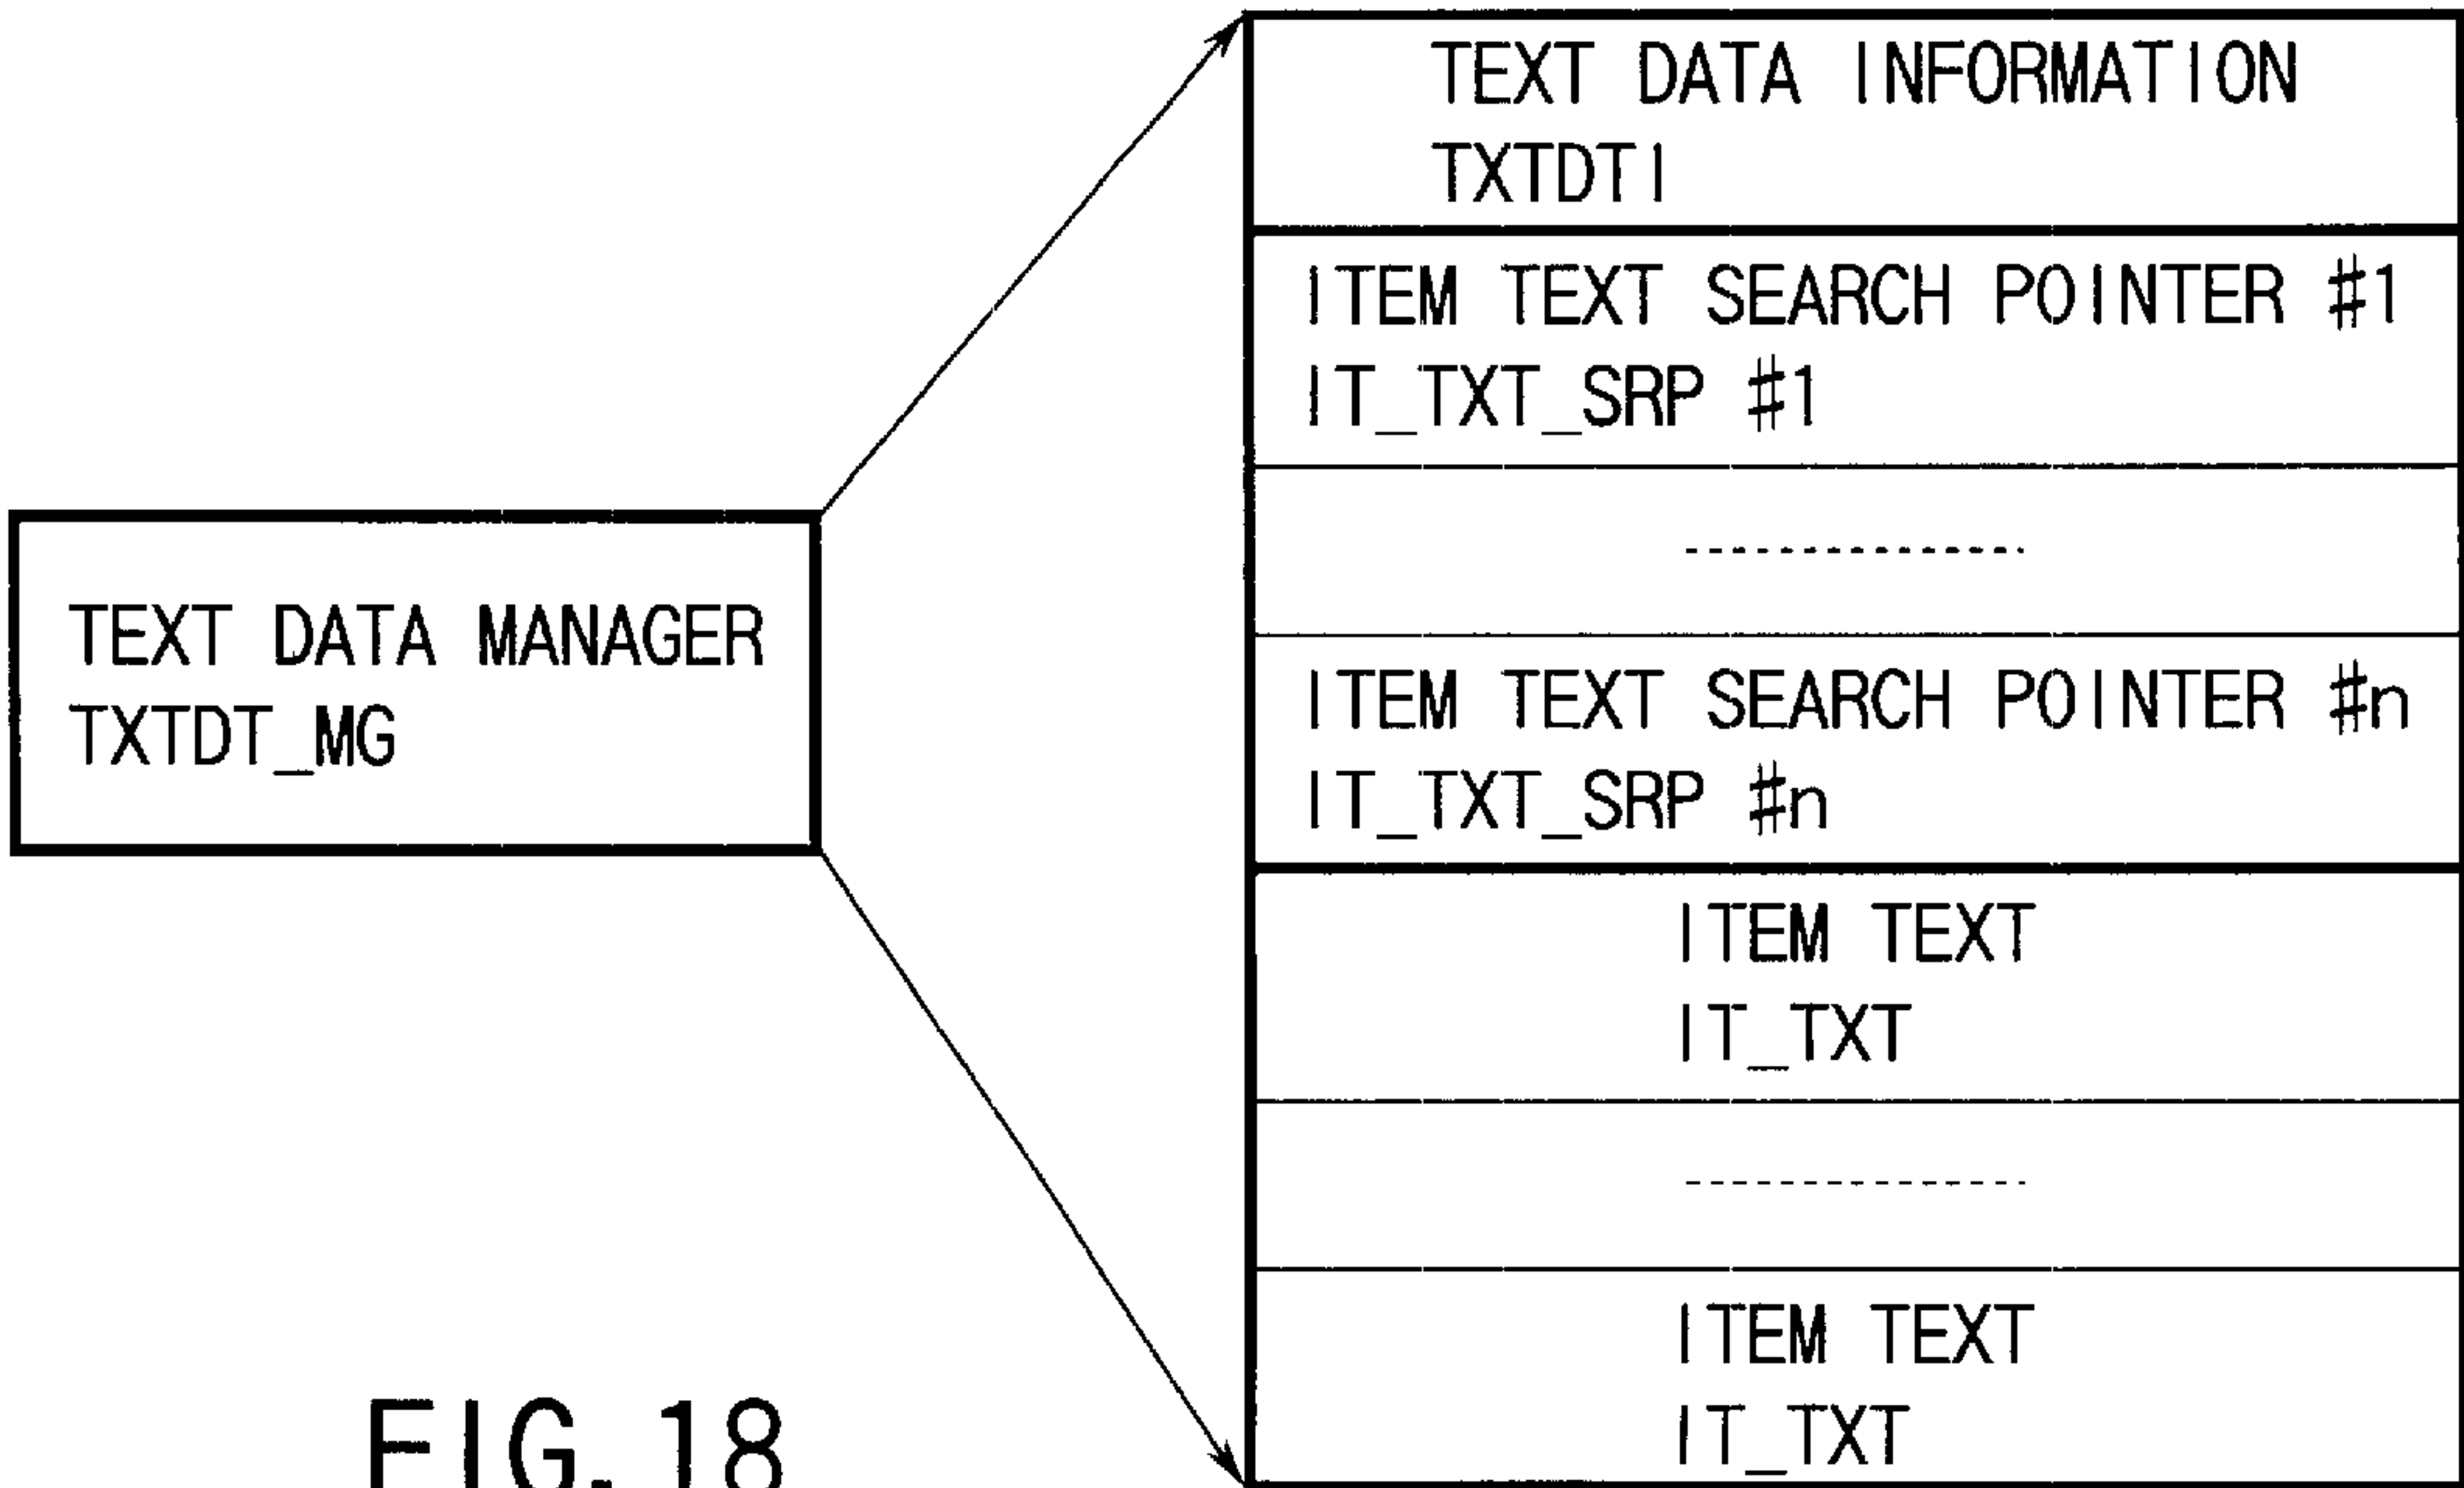 TEXT DATA MANAGER
TXTDT_MG
TEXT DATA INFORMATION
TXTDTI
ITEM TEXT SEARCH POINTER #1
IT_TXT_SRP #1
ITEM TEXT SEARCH POINTER #n
IT_TXT_SRP #n
ITEM TEXT
IT_TXT
ITEM TEXT
IT_TXT
FIG. 18